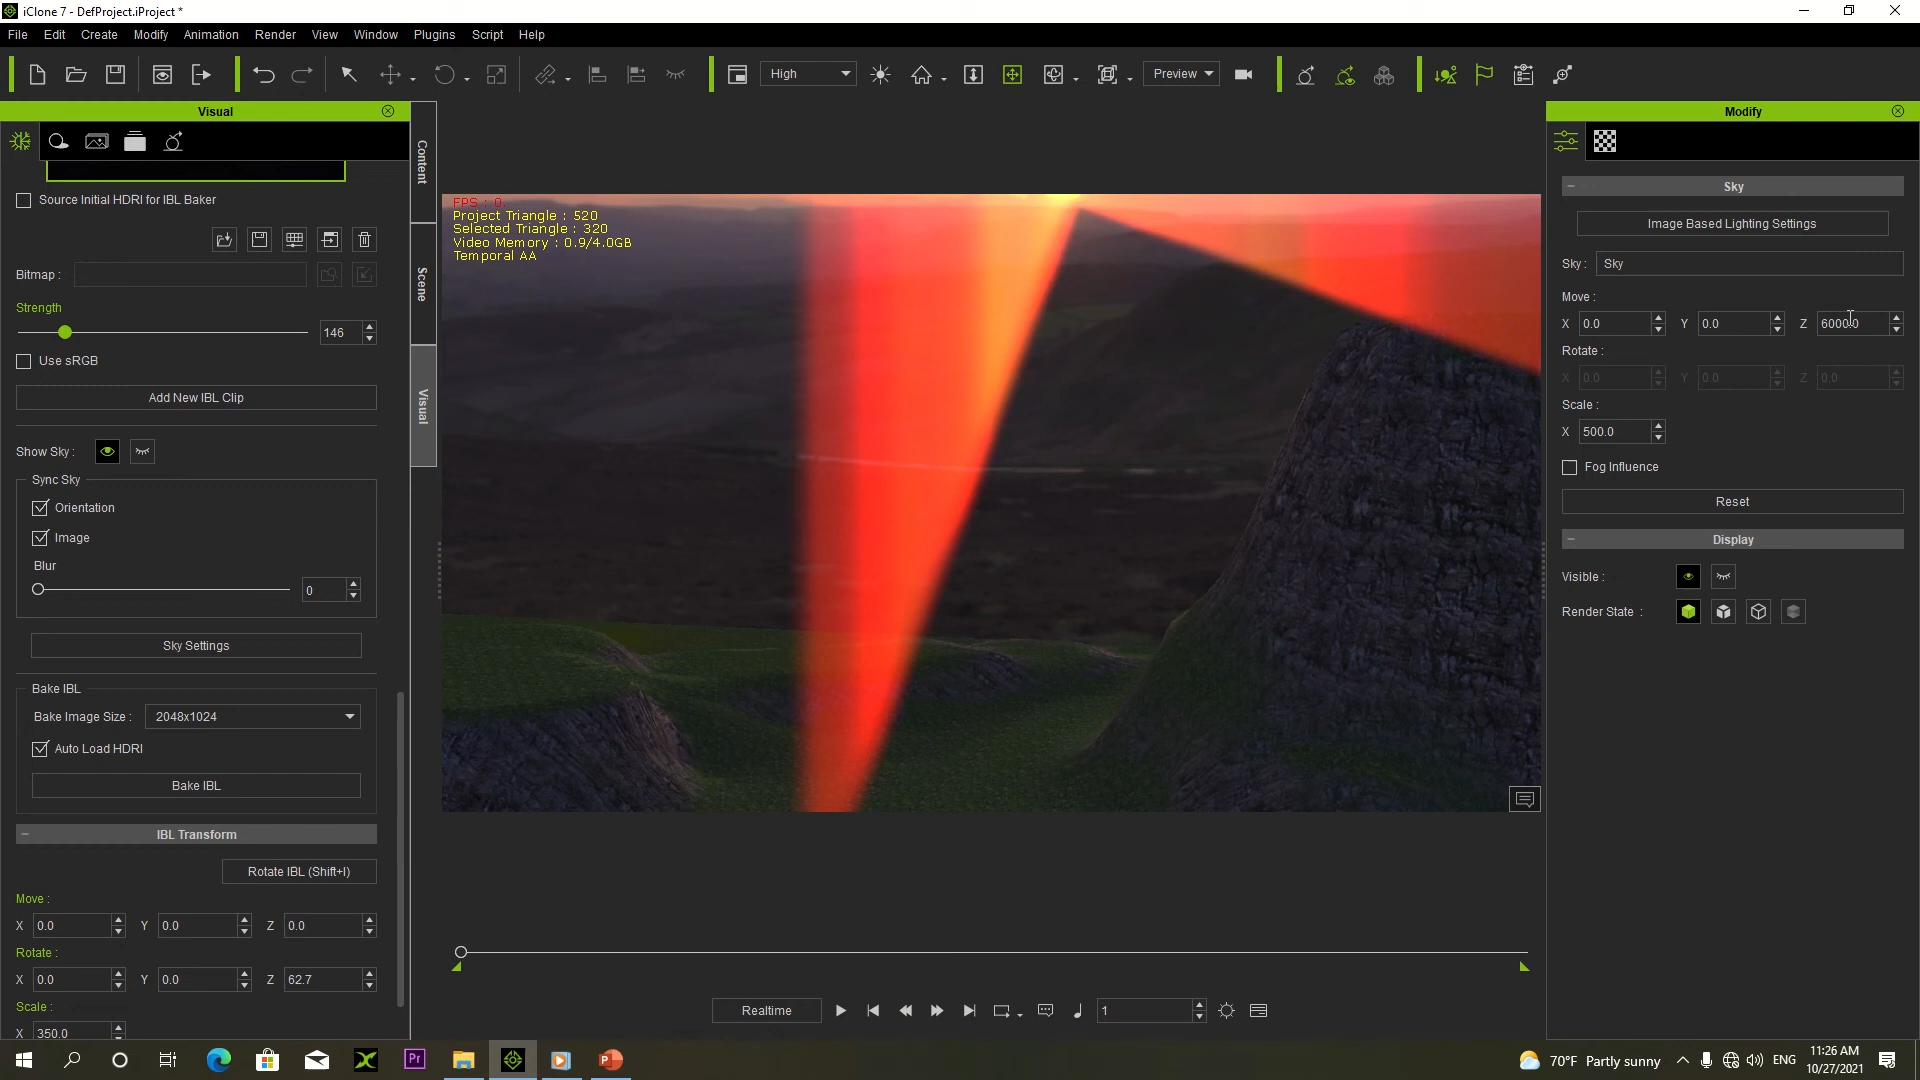 iClone 7 - DefProject.iProject *
File Edit Create Modify Animation Render View Window Plugins Script Help
High
Preview
Visual
Content
Scene
Visual
Source Initial HDRI for IBL Baker
Bitmap :
Strength
146
Use sRGB
Add New IBL Clip
Show Sky :
Sync Sky
Orientation
Image
Blur
0
Sky Settings
Bake IBL
Bake Image Size : 2048x1024
Auto Load HDRI
Bake IBL
IBL Transform
Rotate IBL (Shift+I)
Move :
X 0.0 Y 0.0 Z 0.0
Rotate :
X 0.0 Y 0.0 Z 62.7
Scale :
X 350.0
FPS : 0.
Project Triangle : 520
Selected Triangle : 320
Video Memory : 0.9/4.0GB
Temporal AA
Realtime
1
Modify
Sky
Image Based Lighting Settings
Sky : Sky
Move :
X 0.0 Y 0.0 Z 6000.0
Rotate :
X 0.0 Y 0.0 Z 0.0
Scale :
X 500.0
Fog Influence
Reset
Display
Visible :
Render State :
Pr
70°F Partly sunny
ENG
11:26 AM
10/27/2021